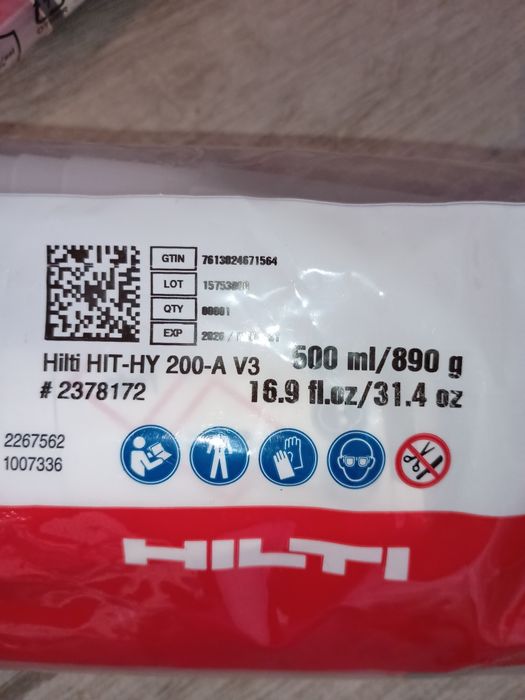 GTIN 7613024671564
LOT
QTY 00001
EXP
Hilti HIT-HY 200-A V3
# 2378172
500 ml/890 g
16.9 fl.oz/31.4 oz
2267562
1007336
HILTI